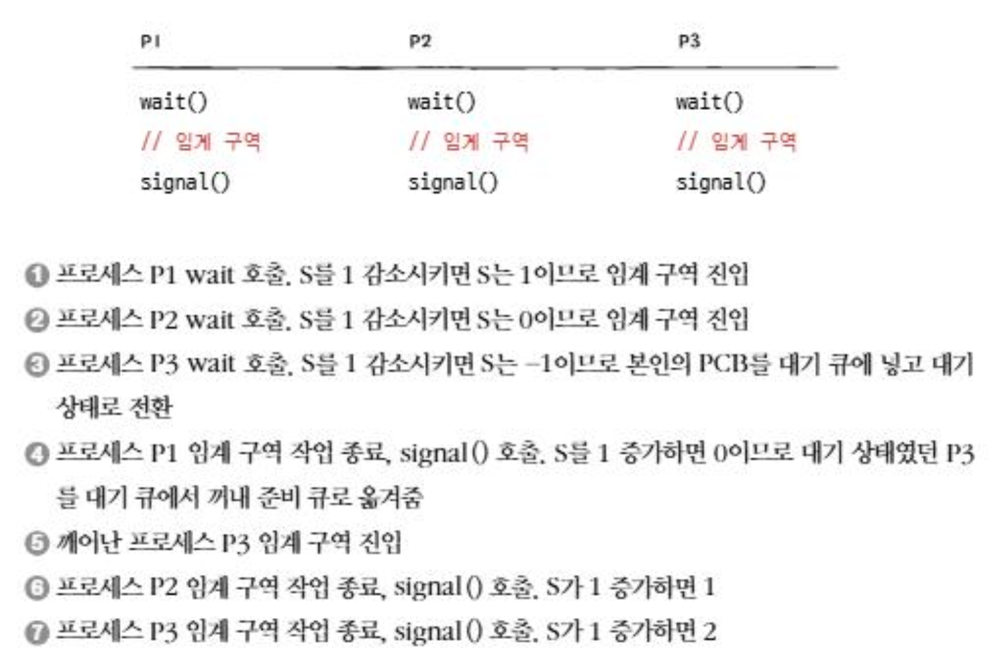 P1 P2 P3
wait() wait() wait()
// 임계 구역 // 임계 구역 // 임계 구역
signal() signal() signal()
1 프로세스 P1 wait 호출. S를 1 감소시키면 S는 1이므로 임계 구역 진입
2 프로세스 P2 wait 호출. S를 1 감소시키면 S는 0이므로 임계 구역 진입
3 프로세스 P3 wait 호출. S를 1 감소시키면 S는 –1이므로 본인의 PCB를 대기 큐에 넣고 대기
상태로 전환
4 프로세스 P1 임계 구역 작업 종료, signal() 호출. S를 1 증가하면 0이므로 대기 상태였던 P3
를 대기 큐에서 꺼내 준비 큐로 옮겨줌
5 깨어난 프로세스 P3 임계 구역 진입
6 프로세스 P2 임계 구역 작업 종료, signal() 호출. S가 1 증가하면 1
7 프로세스 P3 임계 구역 작업 종료, signal() 호출. S가 1 증가하면 2